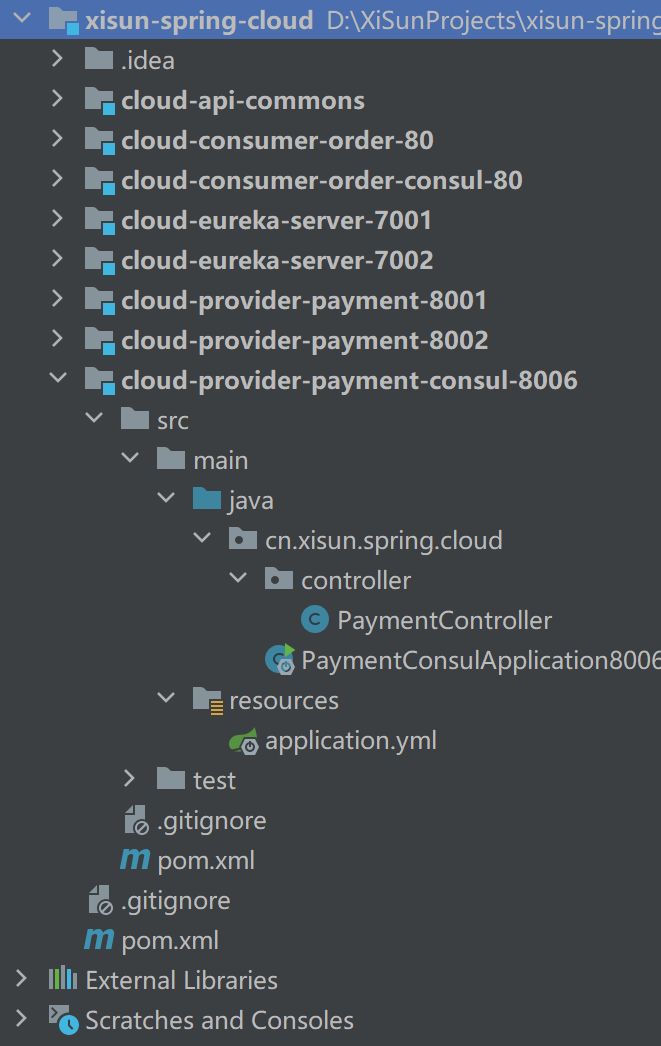 xisun-spring-cloud D:\XiSunProjects\xisun-spring
.idea
cloud-api-commons
cloud-consumer-order-80
cloud-consumer-order-consul-80
cloud-eureka-server-7001
cloud-eureka-server-7002
cloud-provider-payment-8001
cloud-provider-payment-8002
cloud-provider-payment-consul-8006
src
main
java
cn.xisun.spring.cloud
controller
PaymentController
PaymentConsulApplication8006
resources
application.yml
test
.gitignore
pom.xml
.gitignore
pom.xml
External Libraries
Scratches and Consoles